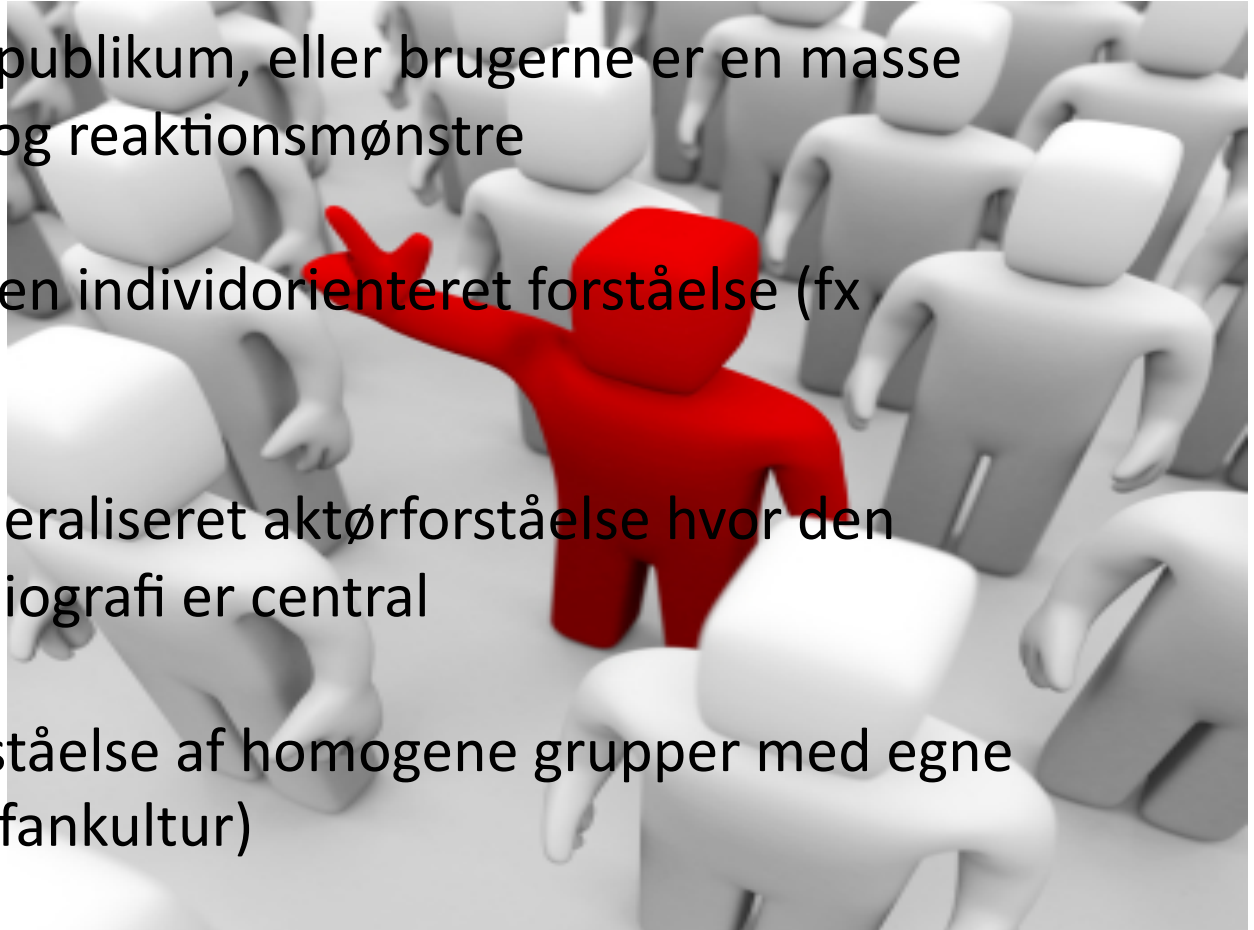 publikum, eller brugerne er en masse
og reaktionsmønstre
en individorienteret forståelse (fx
eraliseret aktørforståelse hvor den
iografi er central
ståelse af homogene grupper med egne
fankultur)